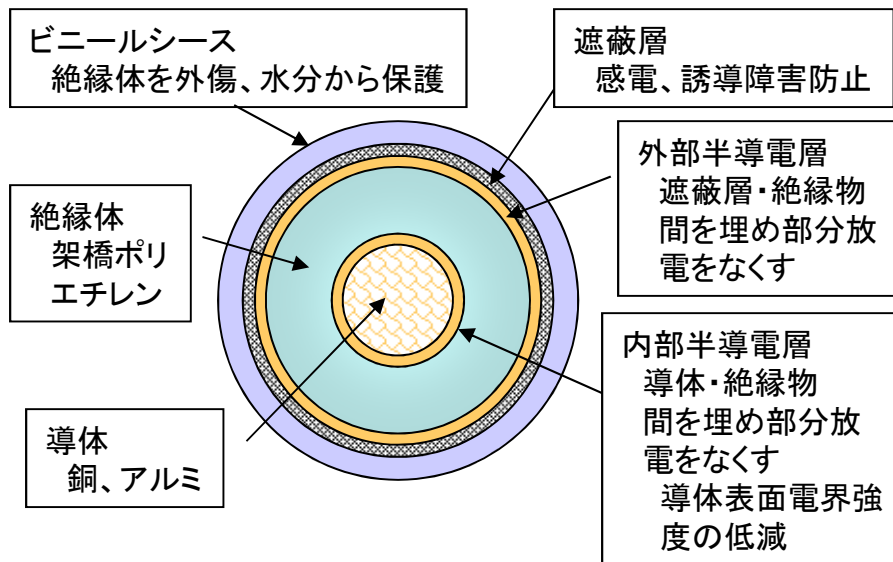 ビニールシース
絶縁体を外傷、水分から保護
遮蔽層
感電、誘導障害防止
外部半導電層
遮蔽層・絶縁物
間を埋め部分放
電をなくす
絶縁体
架橋ポリ
エチレン
内部半導電層
導体・絶縁物
間を埋め部分放
電をなくす
導体表面電界強
度の低減
導体
銅、アルミ